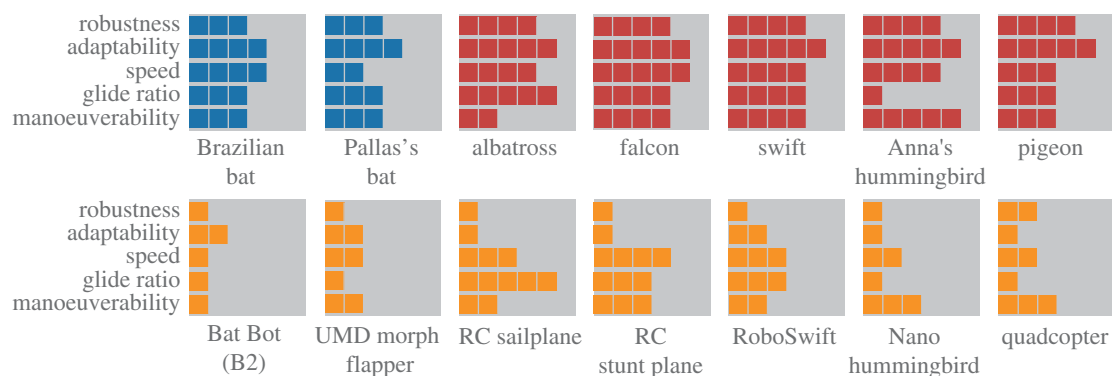 robustness
adaptability
speed
glide ratio
manoeuverability
Brazilian
bat
Pallas's
bat
albatross
falcon
swift
Anna's
hummingbird
pigeon
robustness
adaptability
speed
glide ratio
manoeuverability
Bat Bot
(B2)
UMD morph
flapper
RC sailplane
RC
stunt plane
RoboSwift
Nano
hummingbird
quadcopter